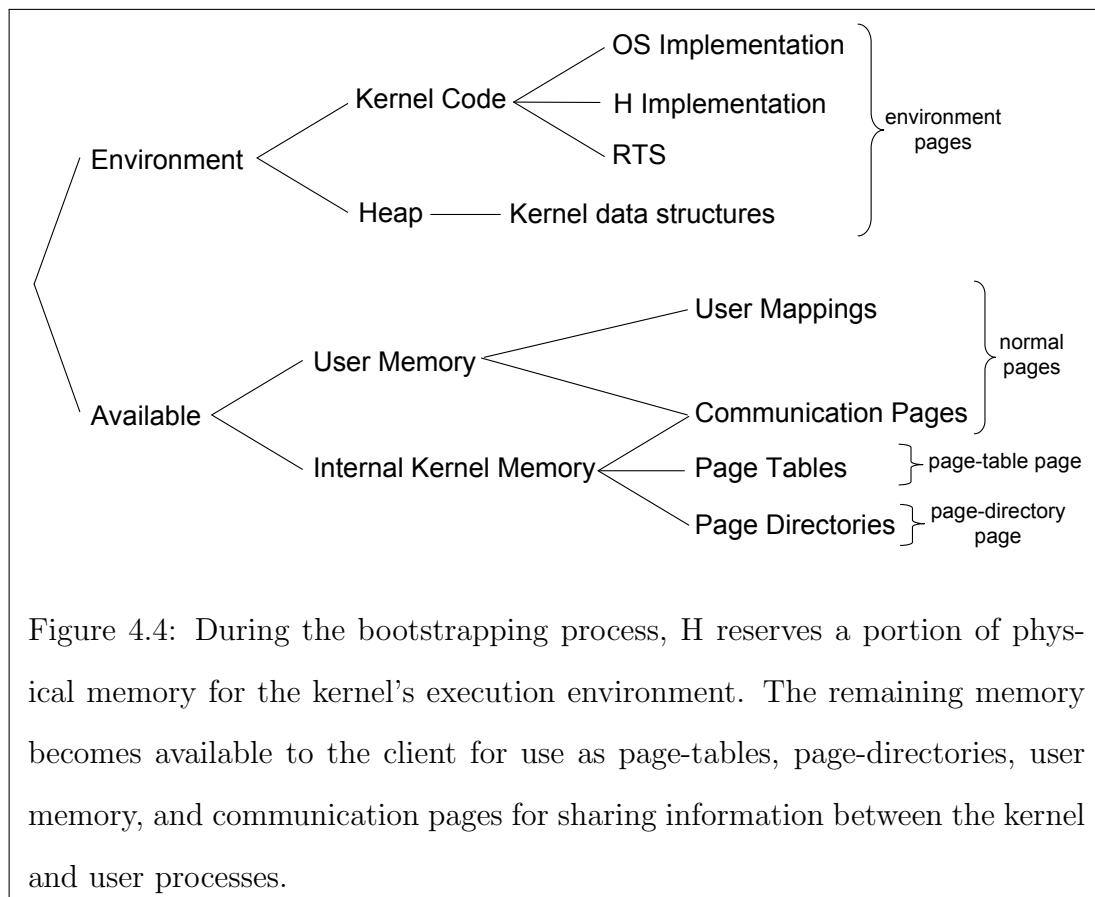 OS Implementation
Kernel Code
H Implementation
environment
pages
Environment
RTS
Heap
Kernel data structures
User Mappings
normal
pages
User Memory
Available
Communication Pages
Internal Kernel Memory
Page Tables
page-table page
Page Directories
page-directory
page
Figure 4.4: During the bootstrapping process, H reserves a portion of phys-
ical memory for the kernel's execution environment. The remaining memory
becomes available to the client for use as page-tables, page-directories, user
memory, and communication pages for sharing information between the kernel
and user processes.